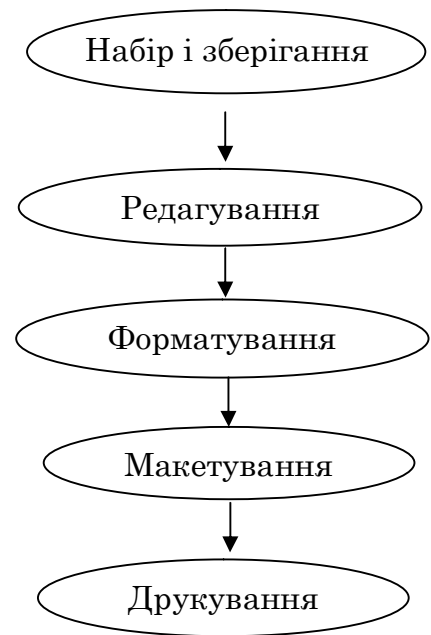 Набір і зберігання
Редагування
Форматування
Макетування
Друкування